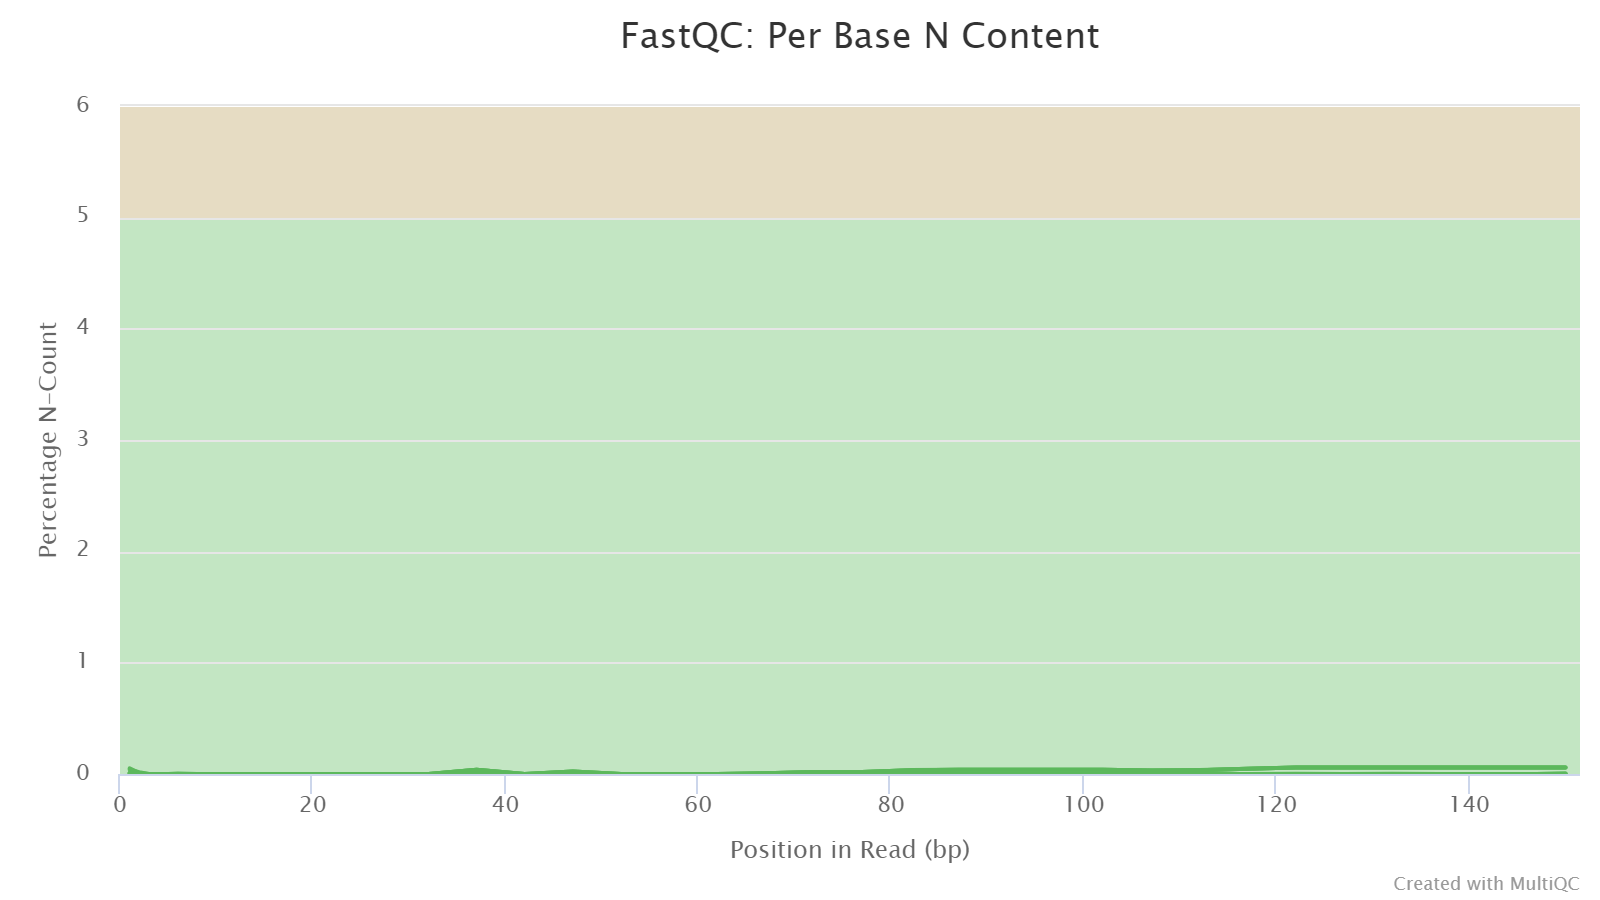 FastQC: Per Base N Content
6
5
4
3
2
1
0
Percentage N-Count
0 20 40 60 80 100 120 140
Position in Read (bp)
Created with MultiQC